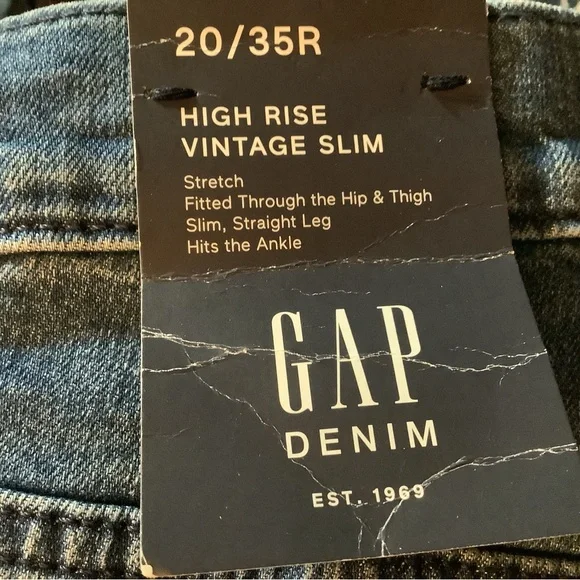 20/35R
HIGH RISE
VINTAGE SLIM
Stretch
Fitted Through the Hip & Thigh
Slim, Straight Leg
Hits the Ankle
GAP
DENIM
EST. 1969